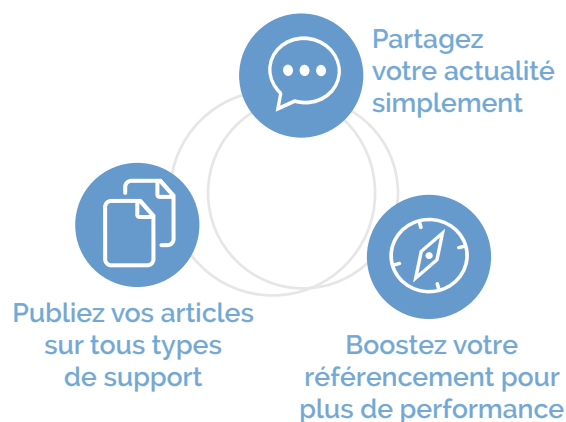 Partagez
votre actualité
simplement
Publiez vos articles
sur tous types
de support
Boostez votre
référencement pour
plus de performance